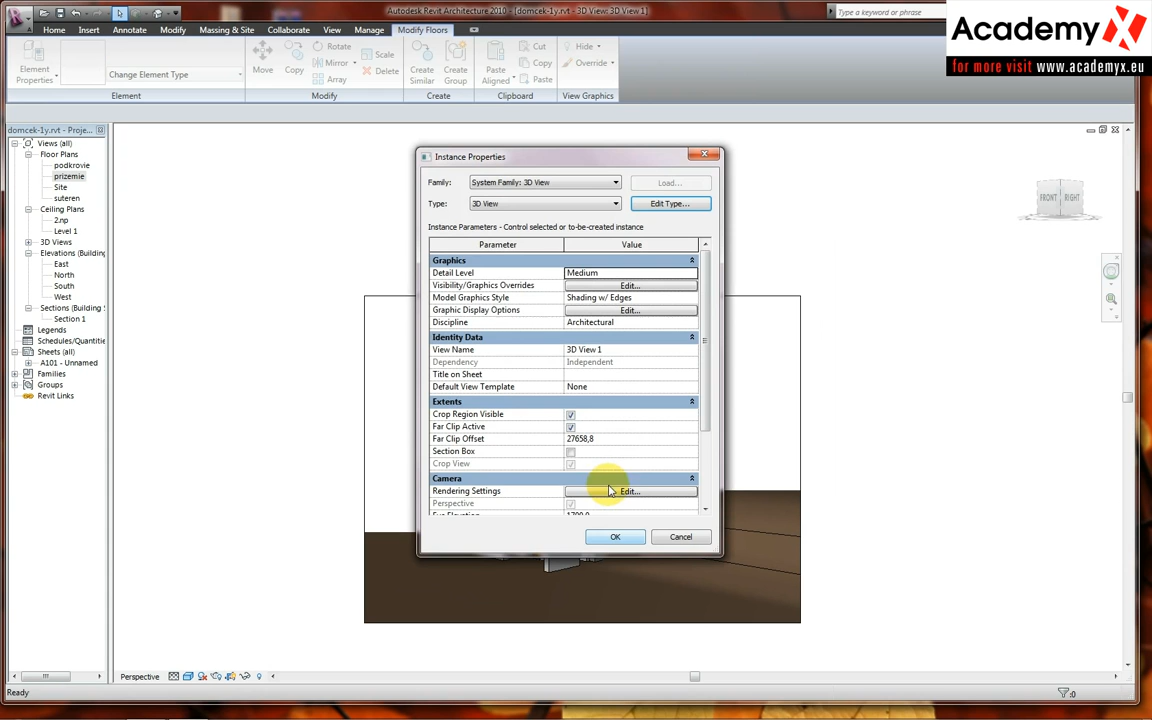 Autodesk Revit Architecture 2010 - [domcek-1y.rvt - 3D View: 3D View 1]
Type a keyword or phrase
Academy X
for more visit www.academyx.eu
Home Insert Annotate Modify Massing & Site Collaborate View Manage Modify Floors
Element Properties
Change Element Type
Move
Copy
Rotate
Mirror
Array
Scale
Delete
Create Similar
Create Group
Paste Aligned
Cut
Copy
Paste
Hide
Override
Element Modify Create Clipboard View Graphics
domcek-1y.rvt - Proje...
Views (all)
Floor Plans
podkrovie
prizemie
Site
suteren
Ceiling Plans
2.np
Level 1
3D Views
Elevations (Building
East
North
South
West
Sections (Building
Section 1
Legends
Schedules/Quantitie
Sheets (all)
A101 - Unnamed
Families
Groups
Revit Links
FRONT RIGHT
Instance Properties
Family: System Family: 3D View Load...
Type: 3D View Edit Type...
Instance Parameters - Control selected or to-be-created instance
Parameter Value
Graphics
Detail Level Medium
Visibility/Graphics Overrides Edit...
Model Graphics Style Shading w/ Edges
Graphic Display Options Edit...
Discipline Architectural
Identity Data
View Name 3D View 1
Dependency Independent
Title on Sheet
Default View Template None
Extents
Crop Region Visible
Far Clip Active
Far Clip Offset 27658,8
Section Box
Crop View
Camera
Rendering Settings Edit...
Perspective
OK Cancel
Perspective
Ready
:0